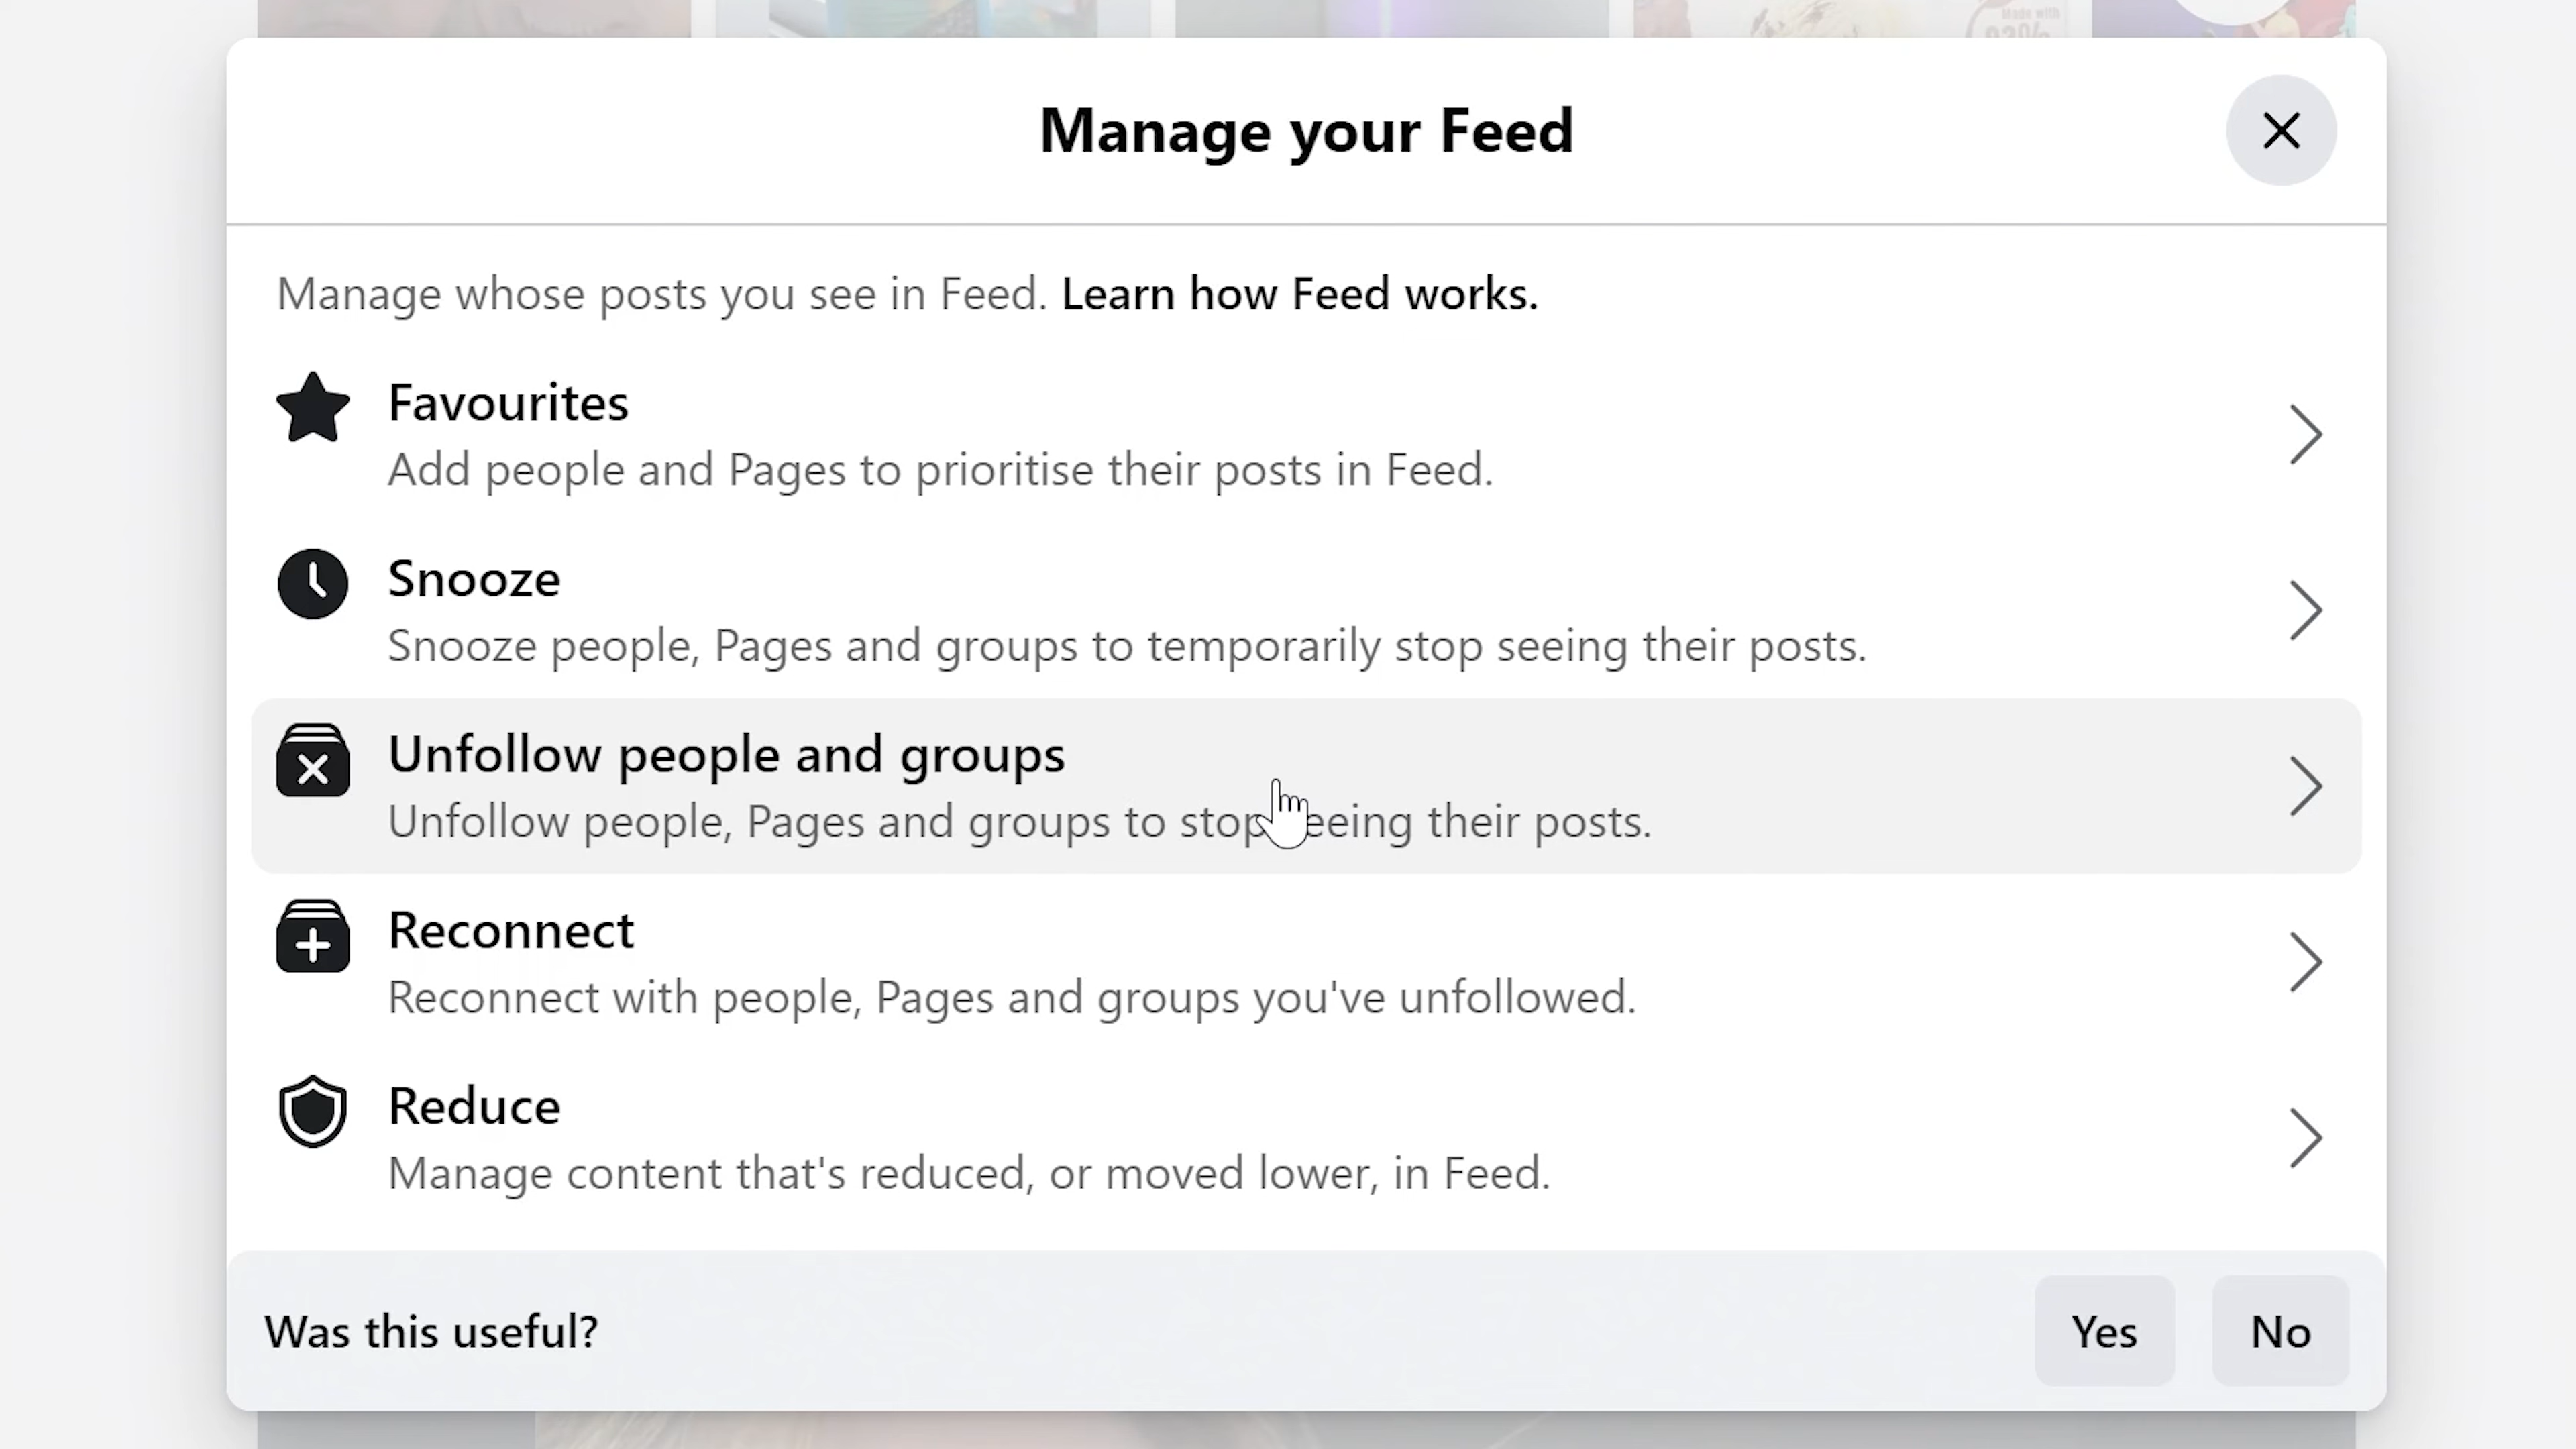 Made with
Manage your Feed
Manage whose posts you see in Feed. Learn how Feed works.
Favourites
Add people and Pages to prioritise their posts in Feed.
Snooze
Snooze people, Pages and groups to temporarily stop seeing their posts.
Unfollow people and groups
Unfollow people, Pages and groups to stop seeing their posts.
Reconnect
Reconnect with people, Pages and groups you've unfollowed.
Reduce
Manage content that's reduced, or moved lower, in Feed.
Was this useful?
Yes No